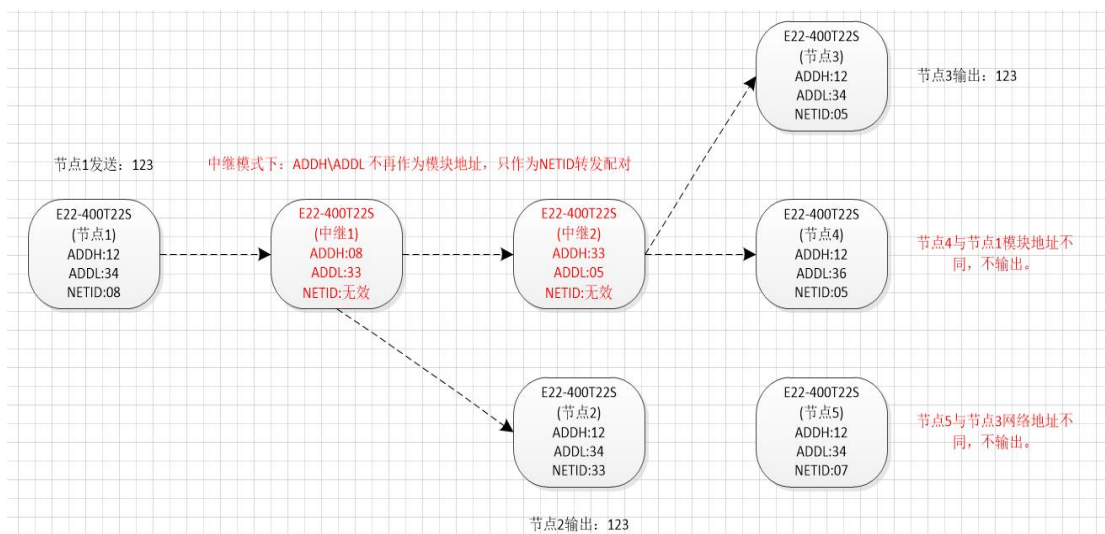 E22-400T22S
(节点3)
ADDH:12
ADDL:34
NETID:05
节点3输出：123
节点1发送：123
中继模式下：ADDH\ADDL 不再作为模块地址，只作为NETID转发配对
E22-400T22S
(节点1)
ADDH:12
ADDL:34
NETID:08
E22-400T22S
(中继1)
ADDH:08
ADDL:33
NETID:无效
E22-400T22S
(中继2)
ADDH:33
ADDL:05
NETID:无效
E22-400T22S
(节点4)
ADDH:12
ADDL:36
NETID:05
节点4与节点1模块地址不
同，不输出。
E22-400T22S
(节点2)
ADDH:12
ADDL:34
NETID:33
节点2输出：123
E22-400T22S
(节点5)
ADDH:12
ADDL:34
NETID:07
节点5与节点3网络地址不
同，不输出。